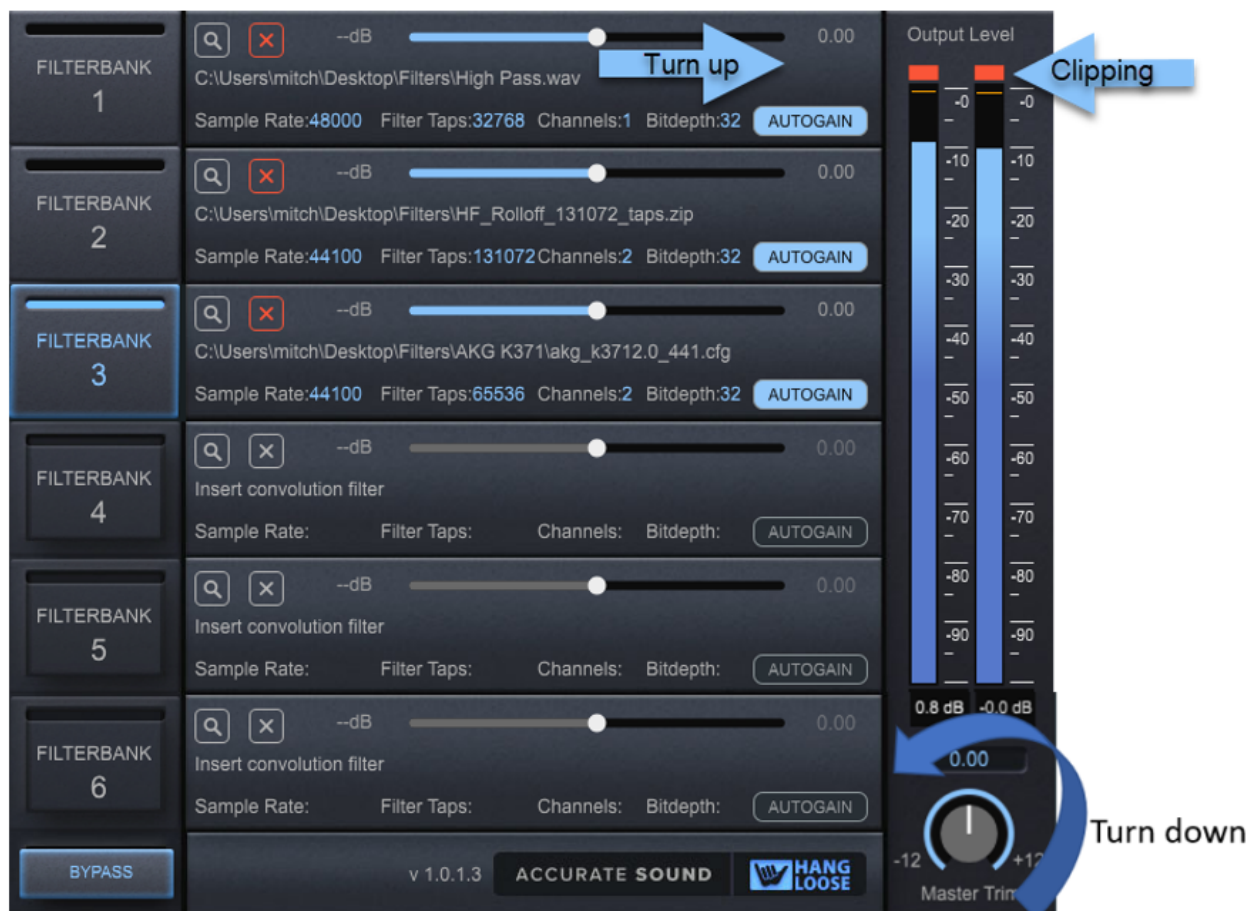 FILTERBANK
1
--dB 0.00
C:\Users\mitch\Desktop\Filters\High Pass.wav
Sample Rate:48000 Filter Taps:32768 Channels:1 Bitdepth:32 AUTOGAIN
Turn up
FILTERBANK
2
--dB 0.00
C:\Users\mitch\Desktop\Filters\HF_Rolloff_131072_taps.zip
Sample Rate:44100 Filter Taps:131072 Channels:2 Bitdepth:32 AUTOGAIN
FILTERBANK
3
--dB 0.00
C:\Users\mitch\Desktop\Filters\AKG K371\akg_k3712.0_441.cfg
Sample Rate:44100 Filter Taps:65536 Channels:2 Bitdepth:32 AUTOGAIN
FILTERBANK
4
--dB 0.00
Insert convolution filter
Sample Rate: Filter Taps: Channels: Bitdepth: AUTOGAIN
FILTERBANK
5
--dB 0.00
Insert convolution filter
Sample Rate: Filter Taps: Channels: Bitdepth: AUTOGAIN
FILTERBANK
6
--dB 0.00
Insert convolution filter
Sample Rate: Filter Taps: Channels: Bitdepth: AUTOGAIN
BYPASS
v 1.0.1.3 ACCURATE SOUND HANG
LOOSE
Output Level
Clipping
-0 -0
-10 -10
-20 -20
-30 -30
-40 -40
-50 -50
-60 -60
-70 -70
-80 -80
-90 -90
0.8 dB -0.0 dB
0.00
Turn down
-12 +12
Master Trim